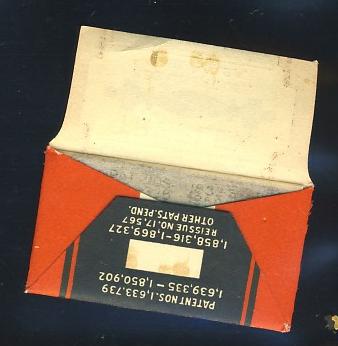 PATENT NOS. 1,633,739
1,639,335 - 1,850,902
1,858,316-1,869,327
REISSUE NO. 17,567
OTHER PATS. PEND.